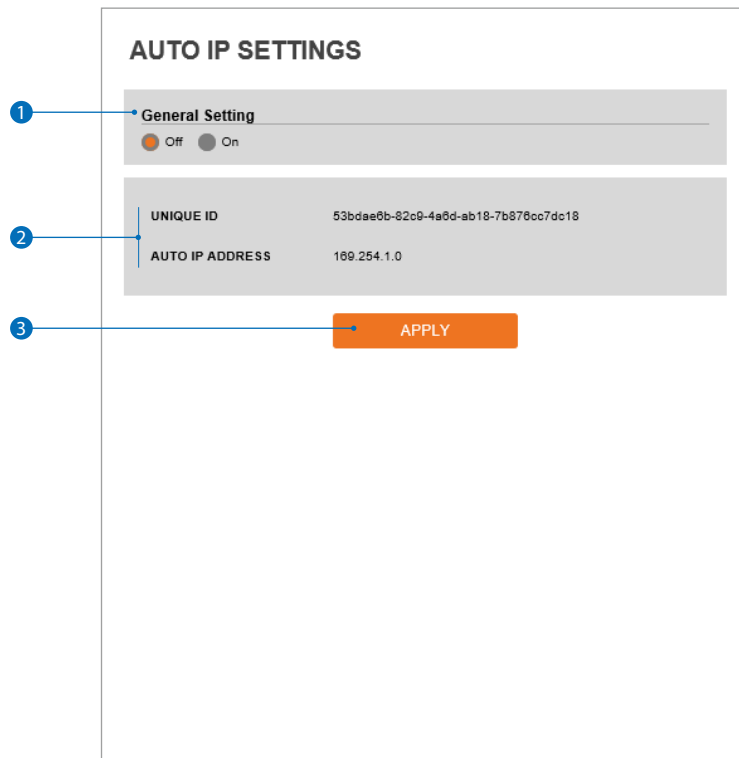 AUTO IP SETTINGS
1
General Setting
Off On
2
UNIQUE ID 53bdae6b-82c9-4a6d-ab18-7b876cc7dc18
AUTO IP ADDRESS 169.254.1.0
3
APPLY